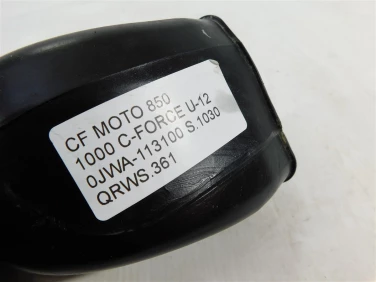 CF MOTO 850
1000 C-FORCE U-12
0JWA-113100 S.1030
QRWS.361